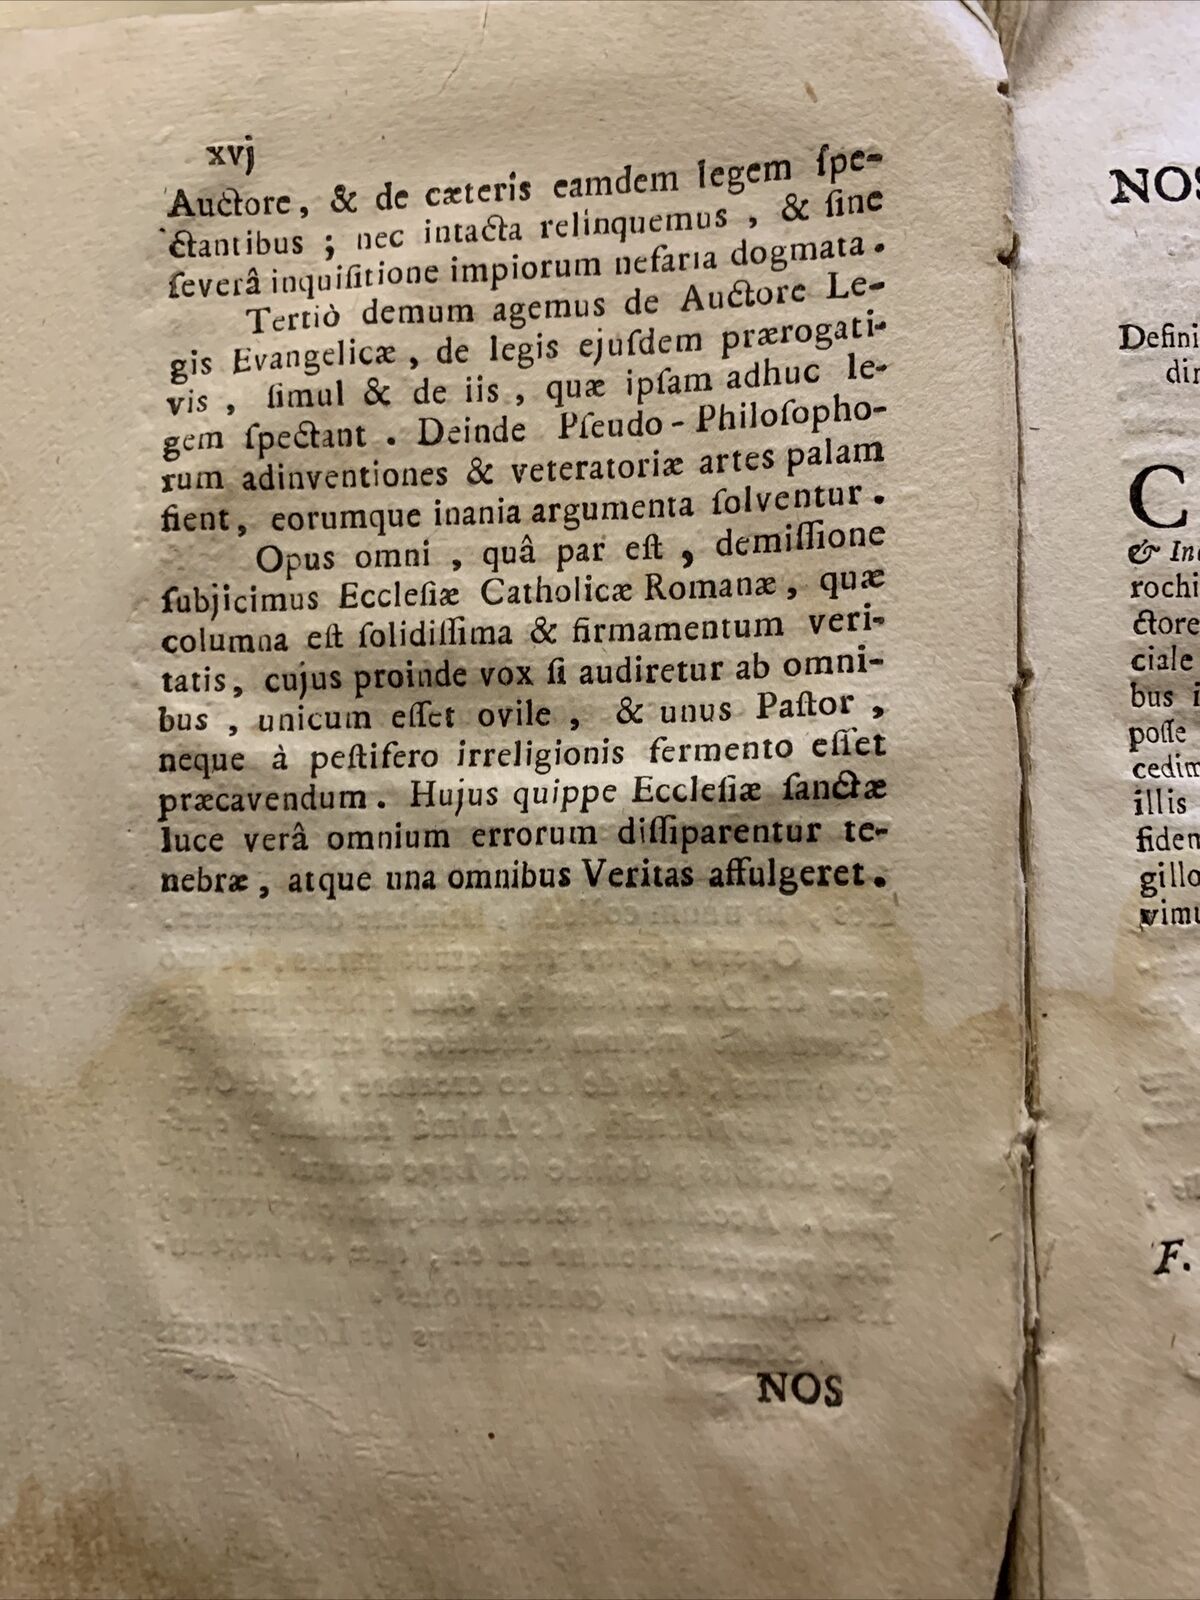 xvj
Auctore, & de cæteris eamdem legem ſpe-
ctantibus ; nec intacta relinquemus , & ſine
ſeverâ inquiſitione impiorum nefaria dogmata .
Tertiò demum agemus de Auctore Le-
gis Evangelicæ , de legis ejuſdem prærogati-
vis , ſimul & de iis , quæ ipſam adhuc le-
gem ſpectant . Deinde Pſeudo - Philoſopho-
rum adinventiones & veteratoriæ artes palam
fient, eorumque inania argumenta ſolventur .
Opus omni , quâ par eſt , demiſſione
ſubjicimus Eccleſiæ Catholicæ Romanæ , quæ
columna eſt ſolidiſſima & firmamentum veri-
tatis, cujus proinde vox ſi audiretur ab omni-
bus , unicum eſſet ovile , & unus Paſtor ,
neque à peſtifero irreligionis fermento eſſet
præcavendum . Hujus quippe Eccleſiæ ſanctæ
luce verâ omnium errorum diſſiparentur te-
nebræ , atque una omnibus Veritas affulgeret .
NOS
NOS
Defini
din
C
& In
rochi
ctore
ciale
bus i
poſſe
cedim
illis
fiden
gillo
vimu
F.